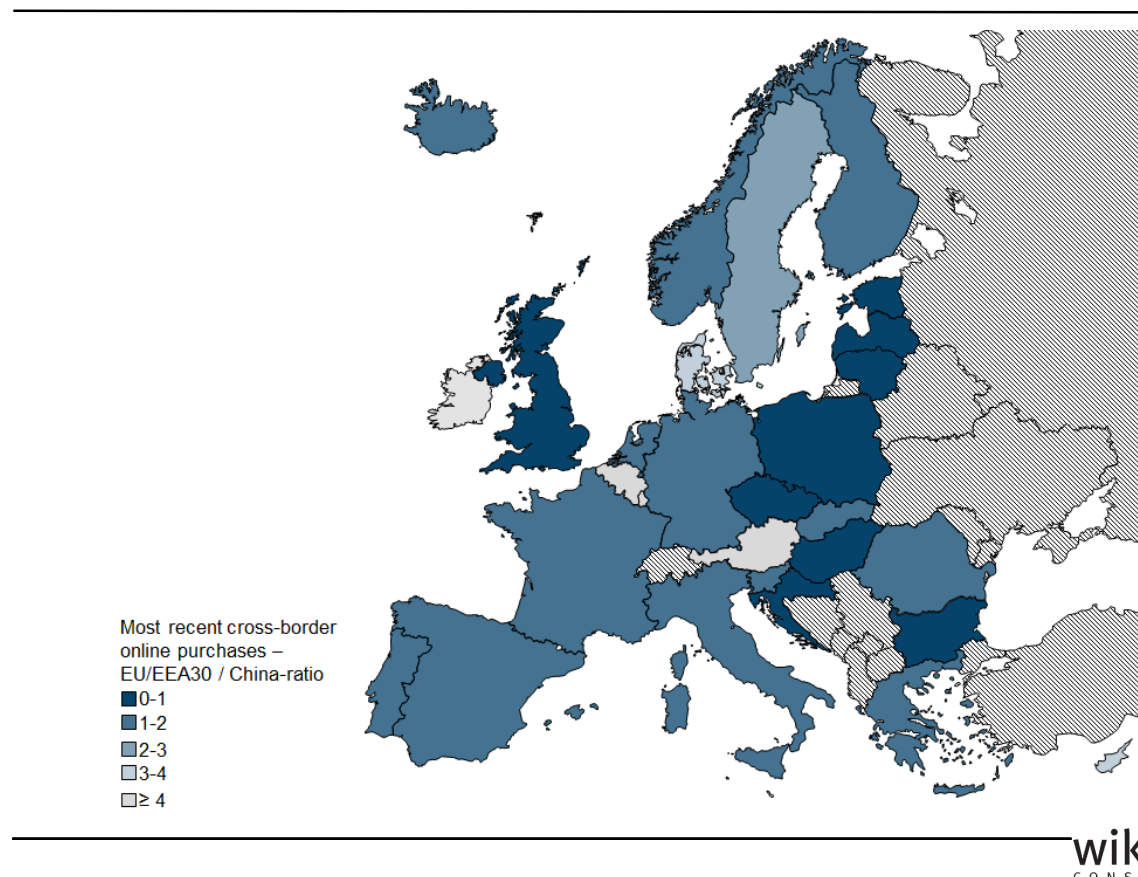 Most recent cross-border
online purchases –
EU/EEA30 / China-ratio
0-1
1-2
2-3
3-4
≥ 4
wik
C O N S